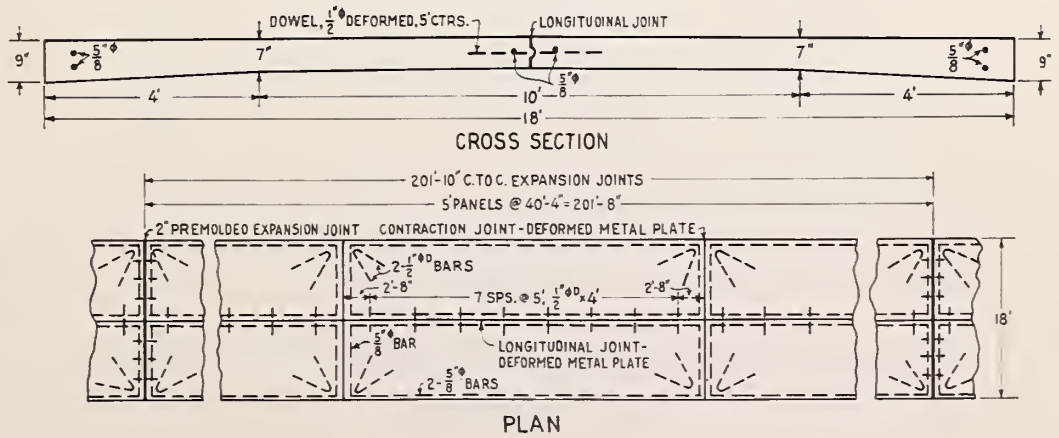 DOWEL, 1/2"Φ DEFORMED, 5' CTRS.
LONGITUDINAL JOINT
9"
5/8"Φ
7"
5/8"Φ
7"
5/8"Φ
9"
4'
10'
4'
18'
CROSS SECTION
201'-10" C. TO C. EXPANSION JOINTS
5 PANELS @ 40'-4" = 201'-8"
2" PREMOLDED EXPANSION JOINT
CONTRACTION JOINT-DEFORMED METAL PLATE
2-1/2"ΦD BARS
2'-8"
7 SPS. @ 5', 1/2"ΦD x 4'
2'-8"
18'
5/8"Φ BAR
LONGITUDINAL JOINT-
DEFORMED METAL PLATE
2-5/8"Φ BARS
PLAN